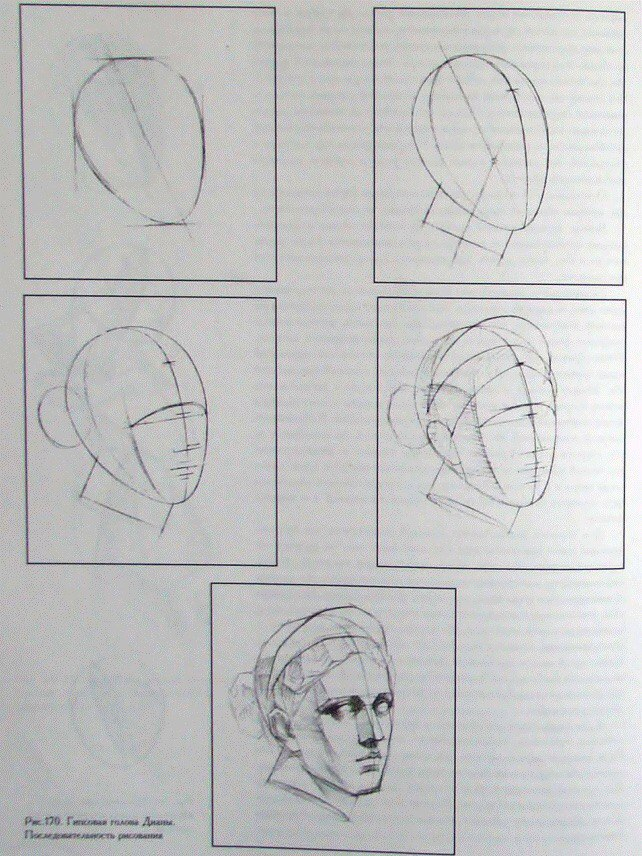 Рис.170. Гипсовая голова Дианы.
Последовательность рисования